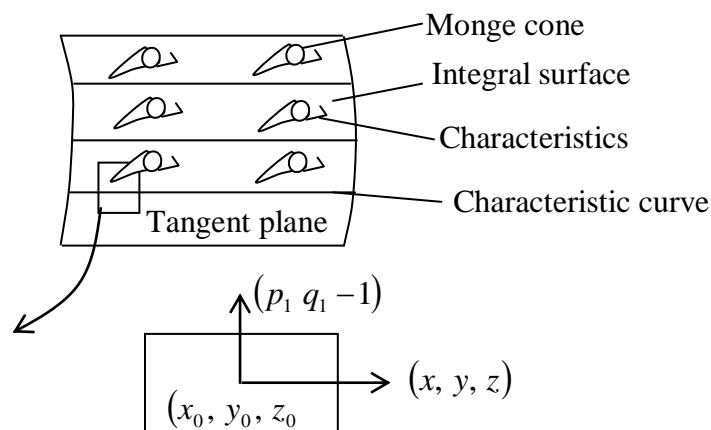 Monge cone
Integral surface
Characteristics
Characteristic curve
Tangent plane
(p₁ q₁ −1)
(x, y, z)
(x₀, y₀, z₀